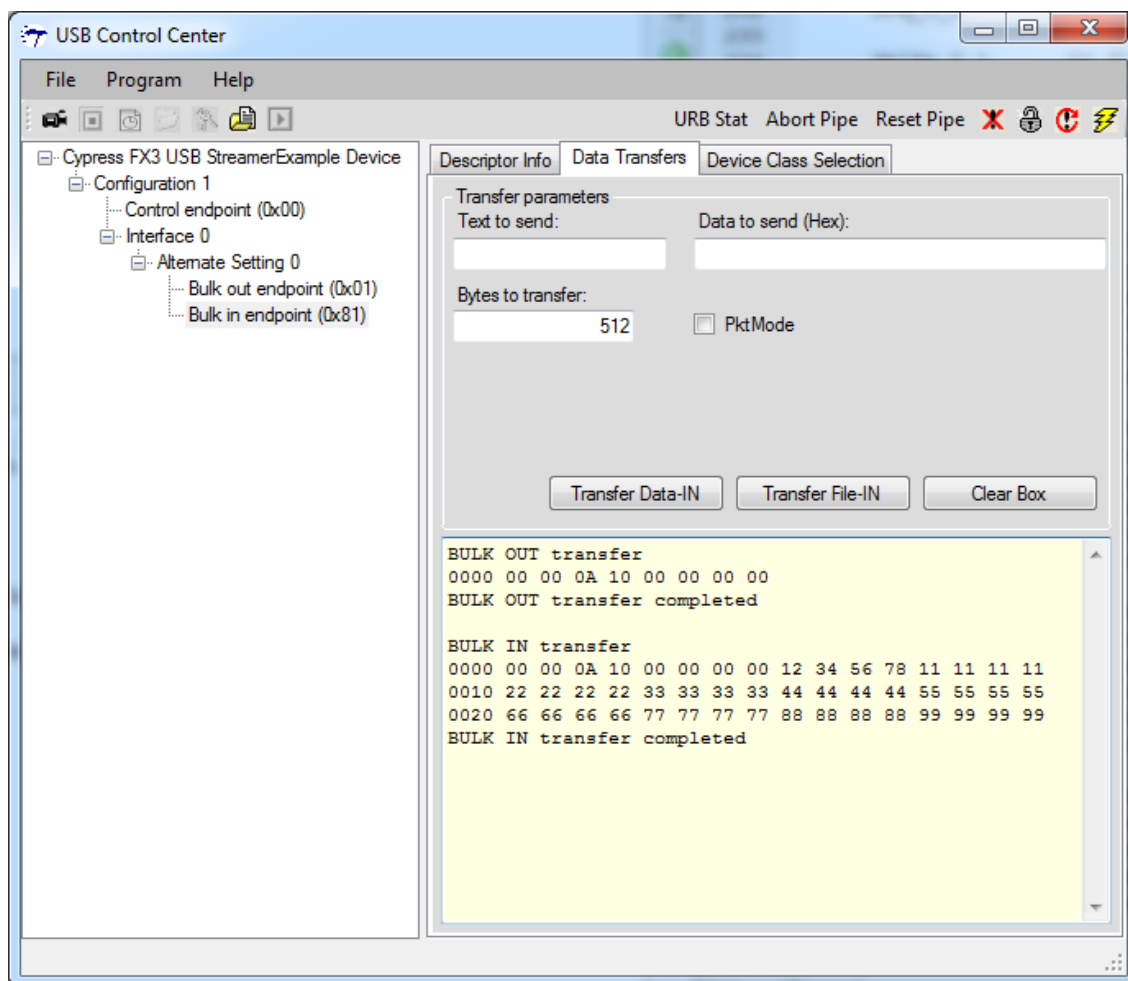 USB Control Center
File Program Help
URB Stat Abort Pipe Reset Pipe
Cypress FX3 USB StreamerExample Device
Configuration 1
Control endpoint (0x00)
Interface 0
Alternate Setting 0
Bulk out endpoint (0x01)
Bulk in endpoint (0x81)
Descriptor Info Data Transfers Device Class Selection
Transfer parameters
Text to send: Data to send (Hex):
Bytes to transfer:
512 PktMode
Transfer Data-IN Transfer File-IN Clear Box
BULK OUT transfer
0000 00 00 0A 10 00 00 00 00
BULK OUT transfer completed
BULK IN transfer
0000 00 00 0A 10 00 00 00 00 12 34 56 78 11 11 11 11
0010 22 22 22 22 33 33 33 33 44 44 44 44 55 55 55 55
0020 66 66 66 66 77 77 77 77 88 88 88 88 99 99 99 99
BULK IN transfer completed